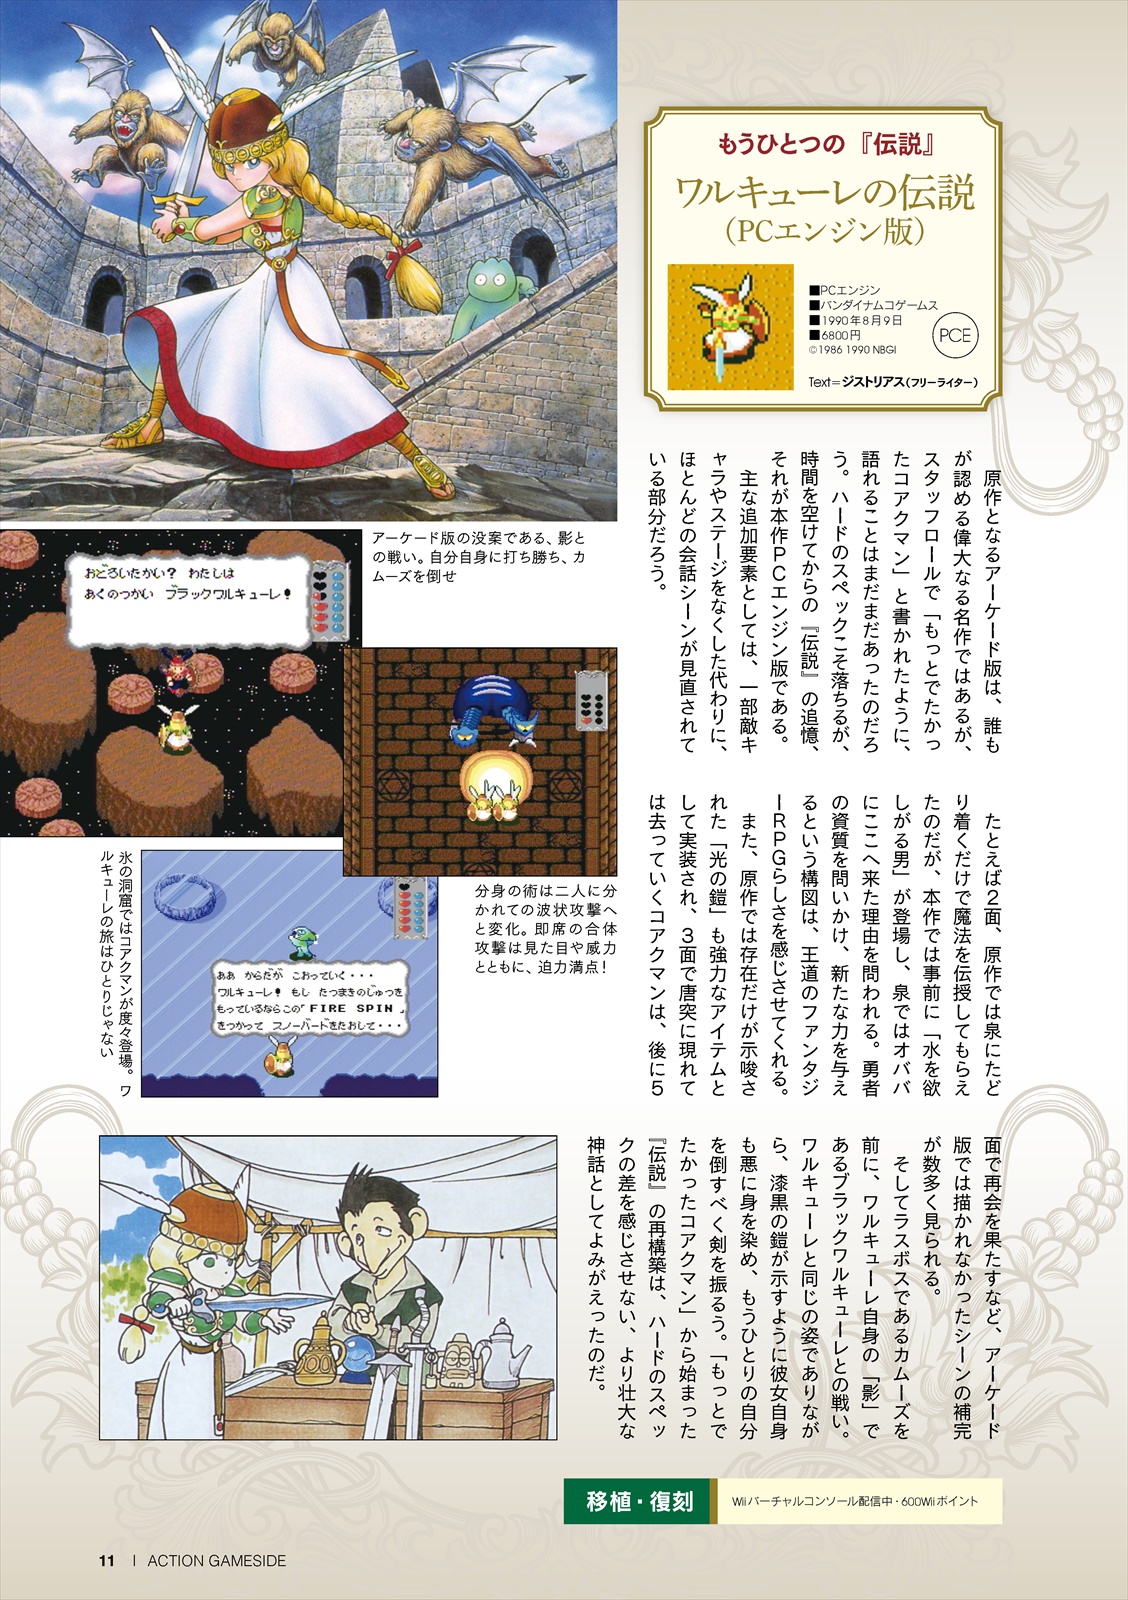 もうひとつの『伝説』
ワルキューレの伝説
（PCエンジン版）
■PCエンジン
■バンダイナムコゲームス
■1990年8月9日
■6800円
©1986 1990 NBGI
PCE
Text=ジストリアス（フリーライター）
原作となるアーケード版は、誰も
が認める偉大なる名作ではあるが、
スタッフロールで「もっとでたかっ
たコアクマン」と書かれたように、
語れることはまだまだあったのだろ
う。ハードのスペックこそ落ちるが、
時間を空けてからの『伝説』の追憶、
それが本作ＰＣエンジン版である。
主な追加要素としては、一部敵キ
ャラやステージをなくした代わりに、
ほとんどの会話シーンが見直されて
いる部分だろう。
たとえば２面、原作では泉にたど
り着くだけで魔法を伝授してもらえ
たのだが、本作では事前に「水を欲
しがる男」が登場し、泉ではオババ
にここへ来た理由を問われる。勇者
の資質を問いかけ、新たな力を与え
るという構図は、王道のファンタジ
ーＲＰＧらしさを感じさせてくれる。
また、原作では存在だけが示唆さ
れた「光の鎧」も強力なアイテムと
して実装され、３面で唐突に現れて
は去っていくコアクマンは、後に５
面で再会を果たすなど、アーケード
版では描かれなかったシーンの補完
が数多く見られる。
そしてラスボスであるカムーズを
前に、ワルキューレ自身の「影」で
あるブラックワルキューレとの戦い。
ワルキューレと同じの姿でありなが
ら、漆黒の鎧が示すように彼女自身
も悪に身を染め、もうひとりの自分
を倒すべく剣を振るう。「もっとで
たかったコアクマン」から始まった
『伝説』の再構築は、ハードのスペッ
クの差を感じさせない、より壮大な
神話としてよみがえったのだ。
アーケード版の没案である、影と
の戦い。自分自身に打ち勝ち、カ
ムーズを倒せ
おどろいたかい？ わたしは
あくのつかい ブラックワルキューレ！
分身の術は二人に分
かれての波状攻撃へ
と変化。即席の合体
攻撃は見た目や威力
とともに、迫力満点！
氷の洞窟ではコアクマンが度々登場。ワ
ルキューレの旅はひとりじゃない
ああ からだが こおっていく・・・
ワルキューレ！ もし たつまきのじゅつを
もっているならこの「FIRE SPIN」
をつかって スノーバードをたおして・・・
移植・復刻
Wiiバーチャルコンソール配信中・600Wiiポイント
11 | ACTION GAMESIDE